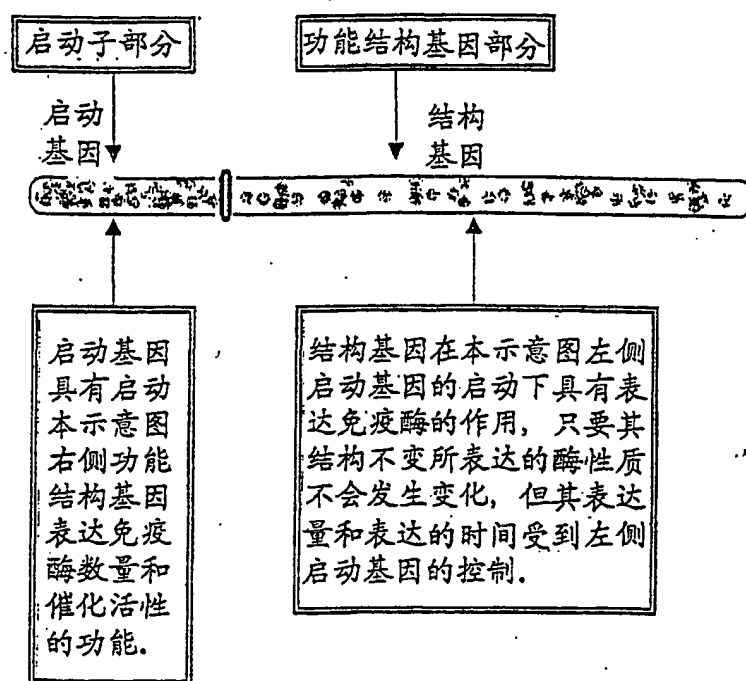 启动子部分
功能结构基因部分
启动
基因
结构
基因
启动基因
具有启动
本示意图
右侧功能
结构基因
表达免疫
酶数量和
催化活性
的功能.
结构基因在本示意图左侧
启动基因的启动下具有表
达免疫酶的作用, 只要其
结构不变所表达的酶性质
不会发生变化, 但其表达
量和表达的时间受到左侧
启动基因的控制.